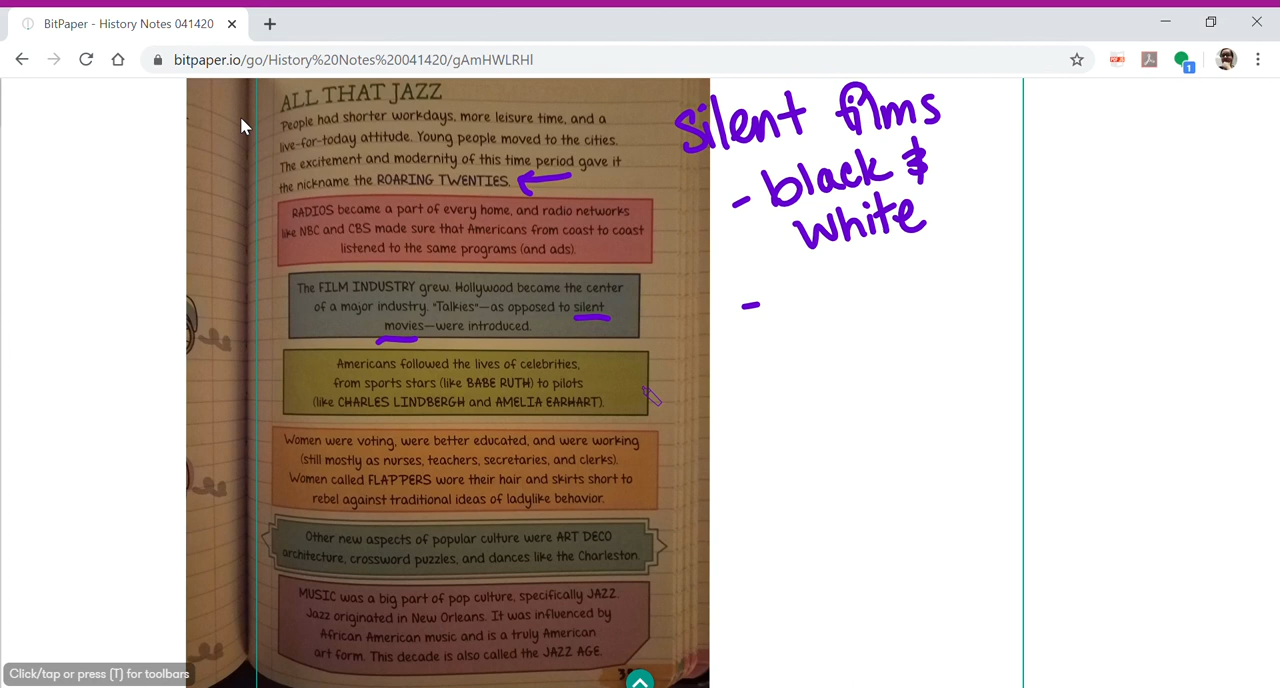 BitPaper - History Notes 041420
bitpaper.io/go/History%20Notes%20041420/gAmHWLRHl
1
ALL THAT JAZZ
People had shorter workdays, more leisure time, and a
live-for-today attitude. Young people moved to the cities.
The excitement and modernity of this time period gave it
the nickname the ROARING TWENTIES.
RADIOS became a part of every home, and radio networks
like NBC and CBS made sure that Americans from coast to coast
listened to the same programs (and ads).
The FILM INDUSTRY grew. Hollywood became the center
of a major industry. "Talkies"—as opposed to silent
movies—were introduced.
Americans followed the lives of celebrities,
from sports stars (like BABE RUTH) to pilots
(like CHARLES LINDBERGH and AMELIA EARHART).
Women were voting, were better educated, and were working
(still mostly as nurses, teachers, secretaries, and clerks).
Women called FLAPPERS wore their hair and skirts short to
rebel against traditional ideas of ladylike behavior.
Other new aspects of popular culture were ART DECO
architecture, crossword puzzles, and dances like the Charleston.
MUSIC was a big part of pop culture, specifically JAZZ.
Jazz originated in New Orleans. It was influenced by
African American music and is a truly American
art form. This decade is also called the JAZZ AGE.
silent films
- black &
white
-
Click/tap or press (T) for toolbars